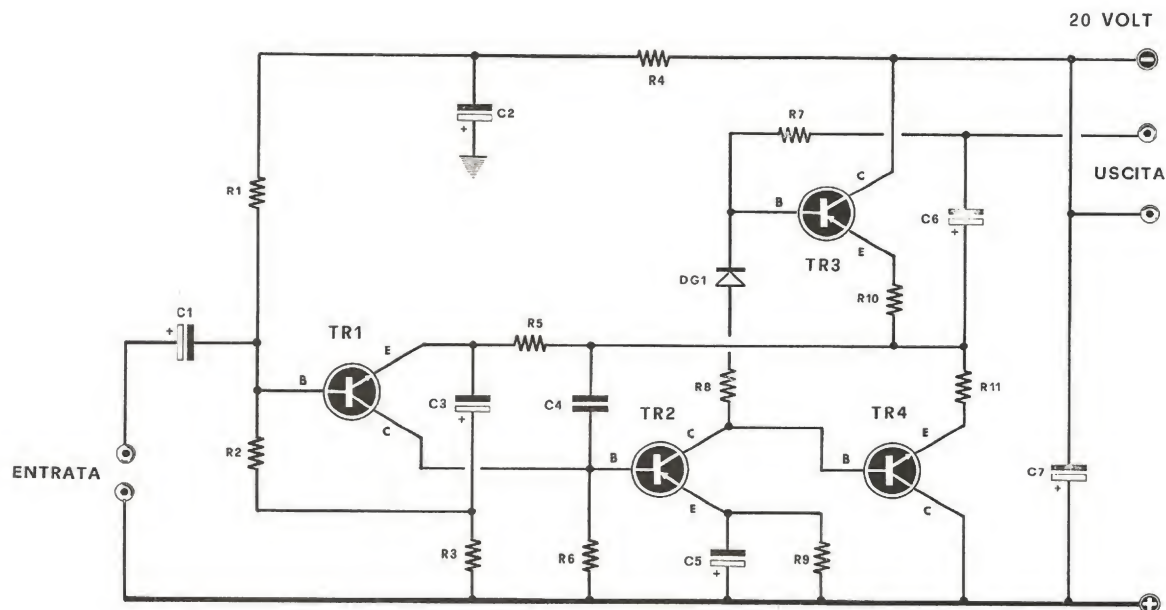 20 VOLT
R4
C2
+
R7
R1
C
B
E
TR3
C6
+
USCITA
DG1
R10
C1
+
TR1
R5
E
B
C
C3
+
C4
R8
TR2
TR4
R11
C
E
B
B
E
C
R2
ENTRATA
C7
+
R3
R6
C5
+
R9